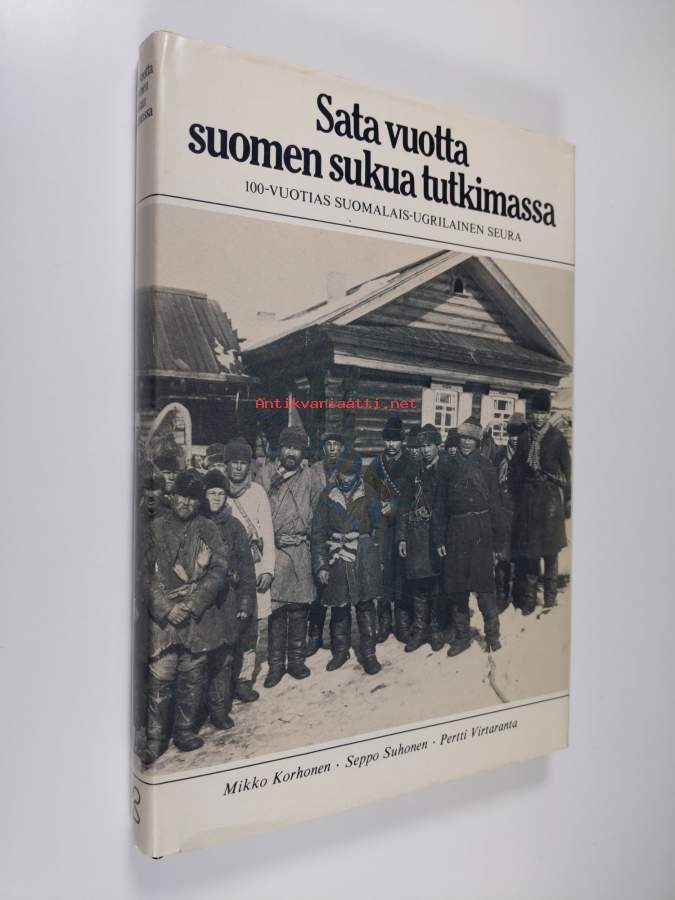 Sata vuotta
suomen sukua tutkimassa
100-VUOTIAS SUOMALAIS-UGRILAINEN SEURA
Antikvariaatti.net
Mikko Korhonen · Seppo Suhonen · Pertti Virtaranta